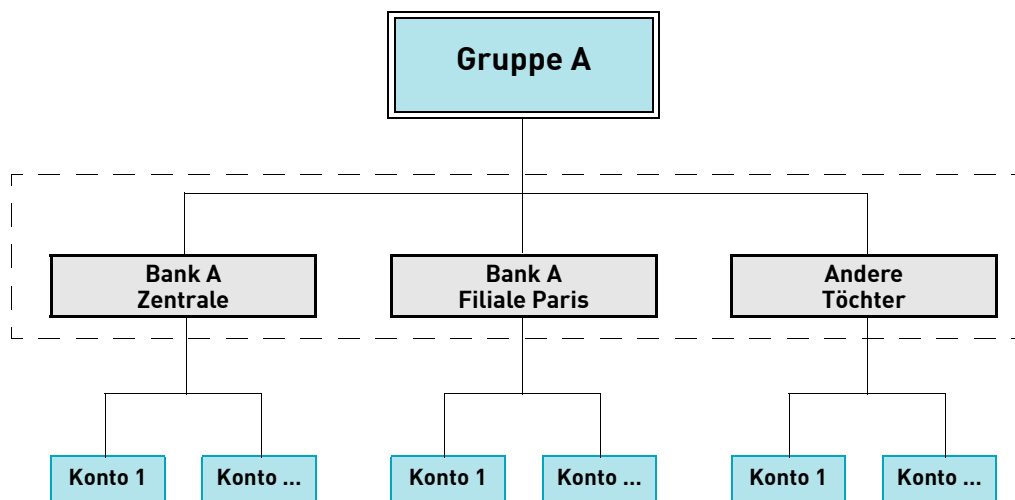 Gruppe A
Bank A
Zentrale
Bank A
Filiale Paris
Andere
Töchter
Konto 1
Konto ...
Konto 1
Konto ...
Konto 1
Konto ...